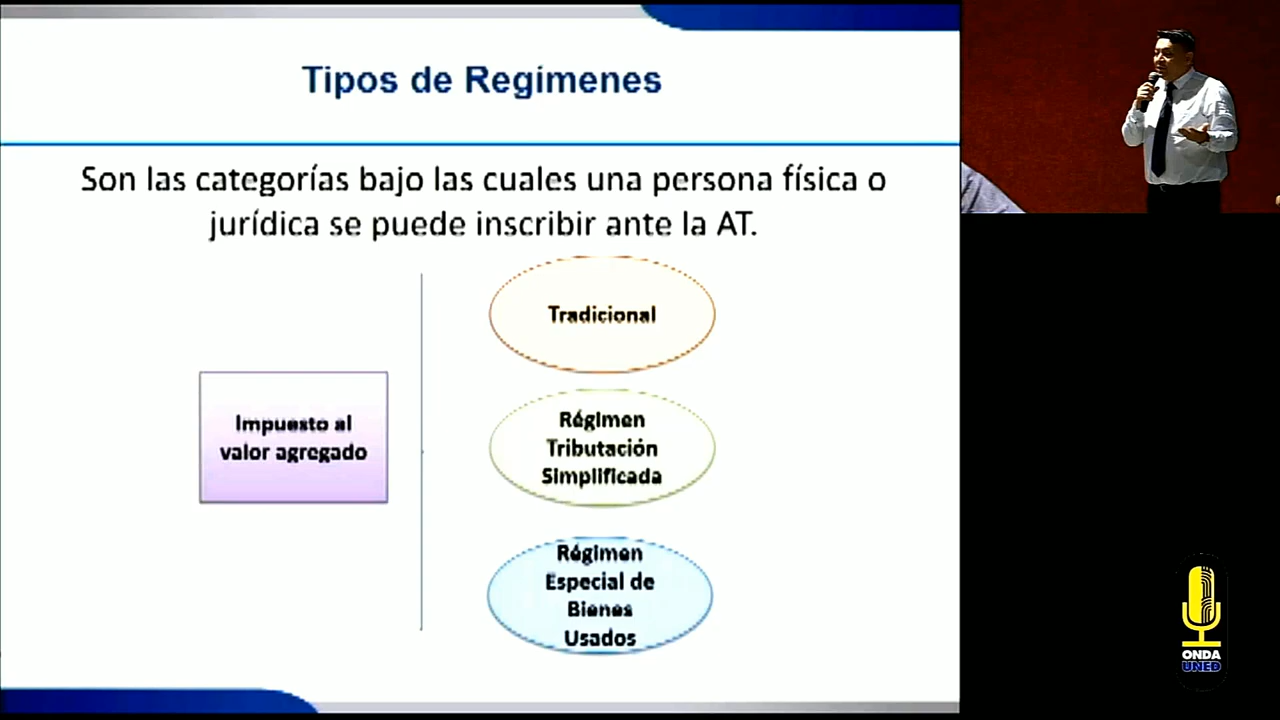 Tipos de Regimenes
Son las categorías bajo las cuales una persona física o
jurídica se puede inscribir ante la AT.
Tradicional
Impuesto al
valor agregado
Régimen
Tributación
Simplificada
Régimen
Especial de
Bienes
Usados
ONDA
UNED